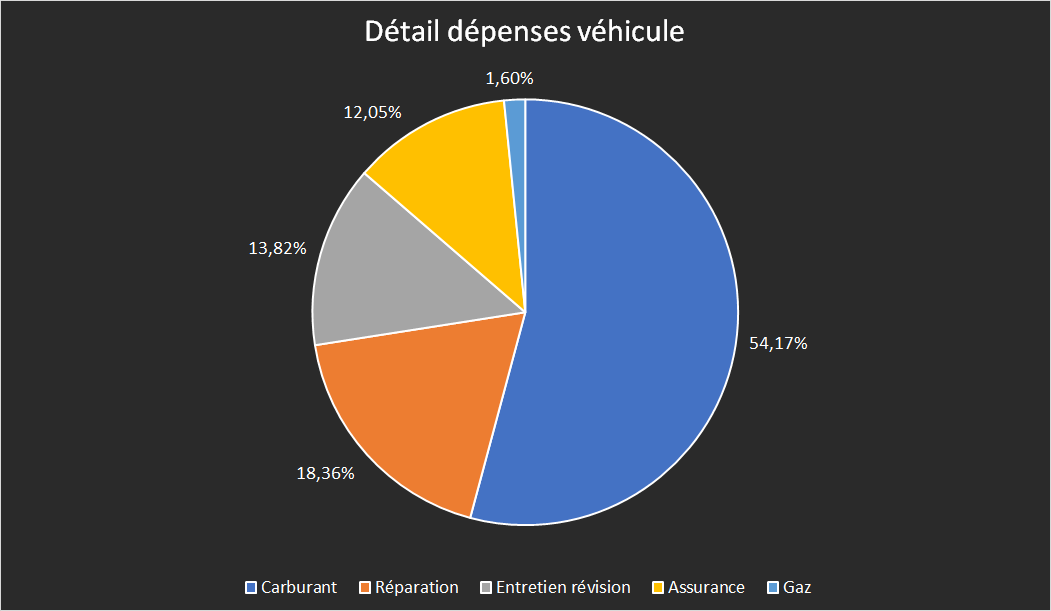 Détail dépenses véhicule
1,60%
12,05%
13,82%
54,17%
18,36%
Carburant Réparation Entretien révision Assurance Gaz